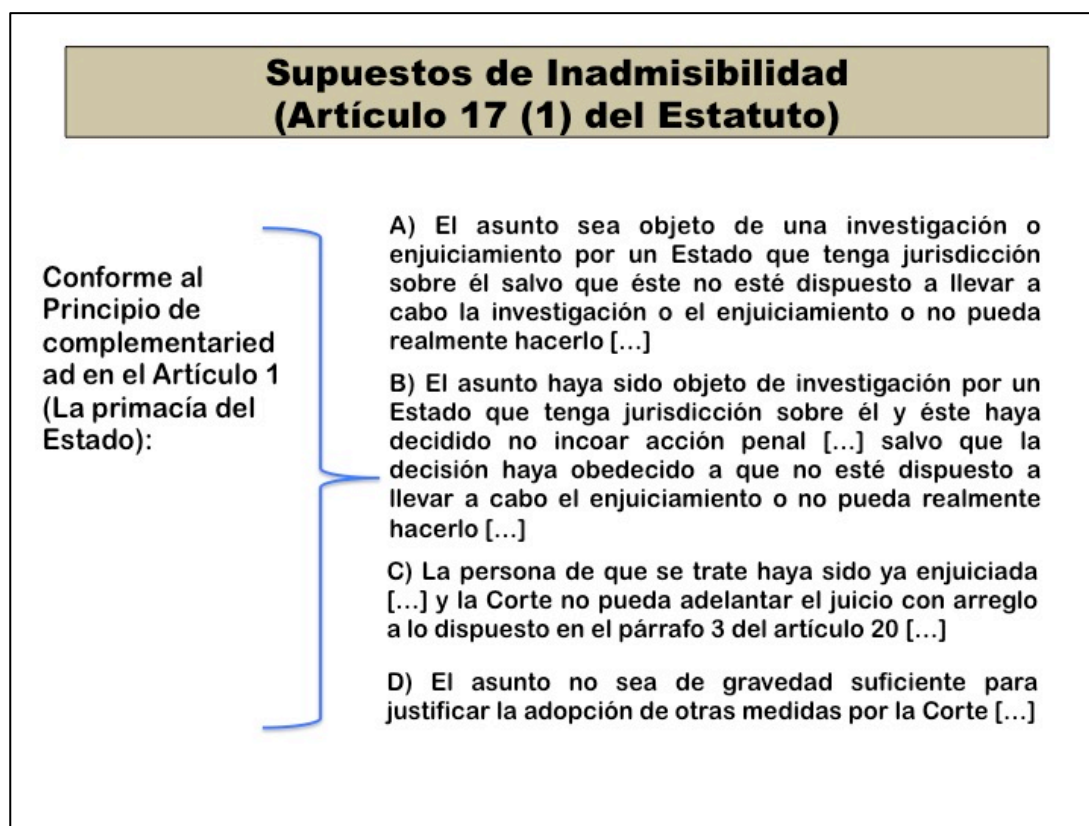 Supuestos de Inadmisibilidad
(Artículo 17 (1) del Estatuto)
Conforme al
Principio de
complementaried
ad en el Artículo 1
(La primacía del
Estado):
A) El asunto sea objeto de una investigación o
enjuiciamiento por un Estado que tenga jurisdicción
sobre él salvo que éste no esté dispuesto a llevar a
cabo la investigación o el enjuiciamiento o no pueda
realmente hacerlo […]
B) El asunto haya sido objeto de investigación por un
Estado que tenga jurisdicción sobre él y éste haya
decidido no incoar acción penal […] salvo que la
decisión haya obedecido a que no esté dispuesto a
llevar a cabo el enjuiciamiento o no pueda realmente
hacerlo […]
C) La persona de que se trate haya sido ya enjuiciada
[…] y la Corte no pueda adelantar el juicio con arreglo
a lo dispuesto en el párrafo 3 del artículo 20 […]
D) El asunto no sea de gravedad suficiente para
justificar la adopción de otras medidas por la Corte […]